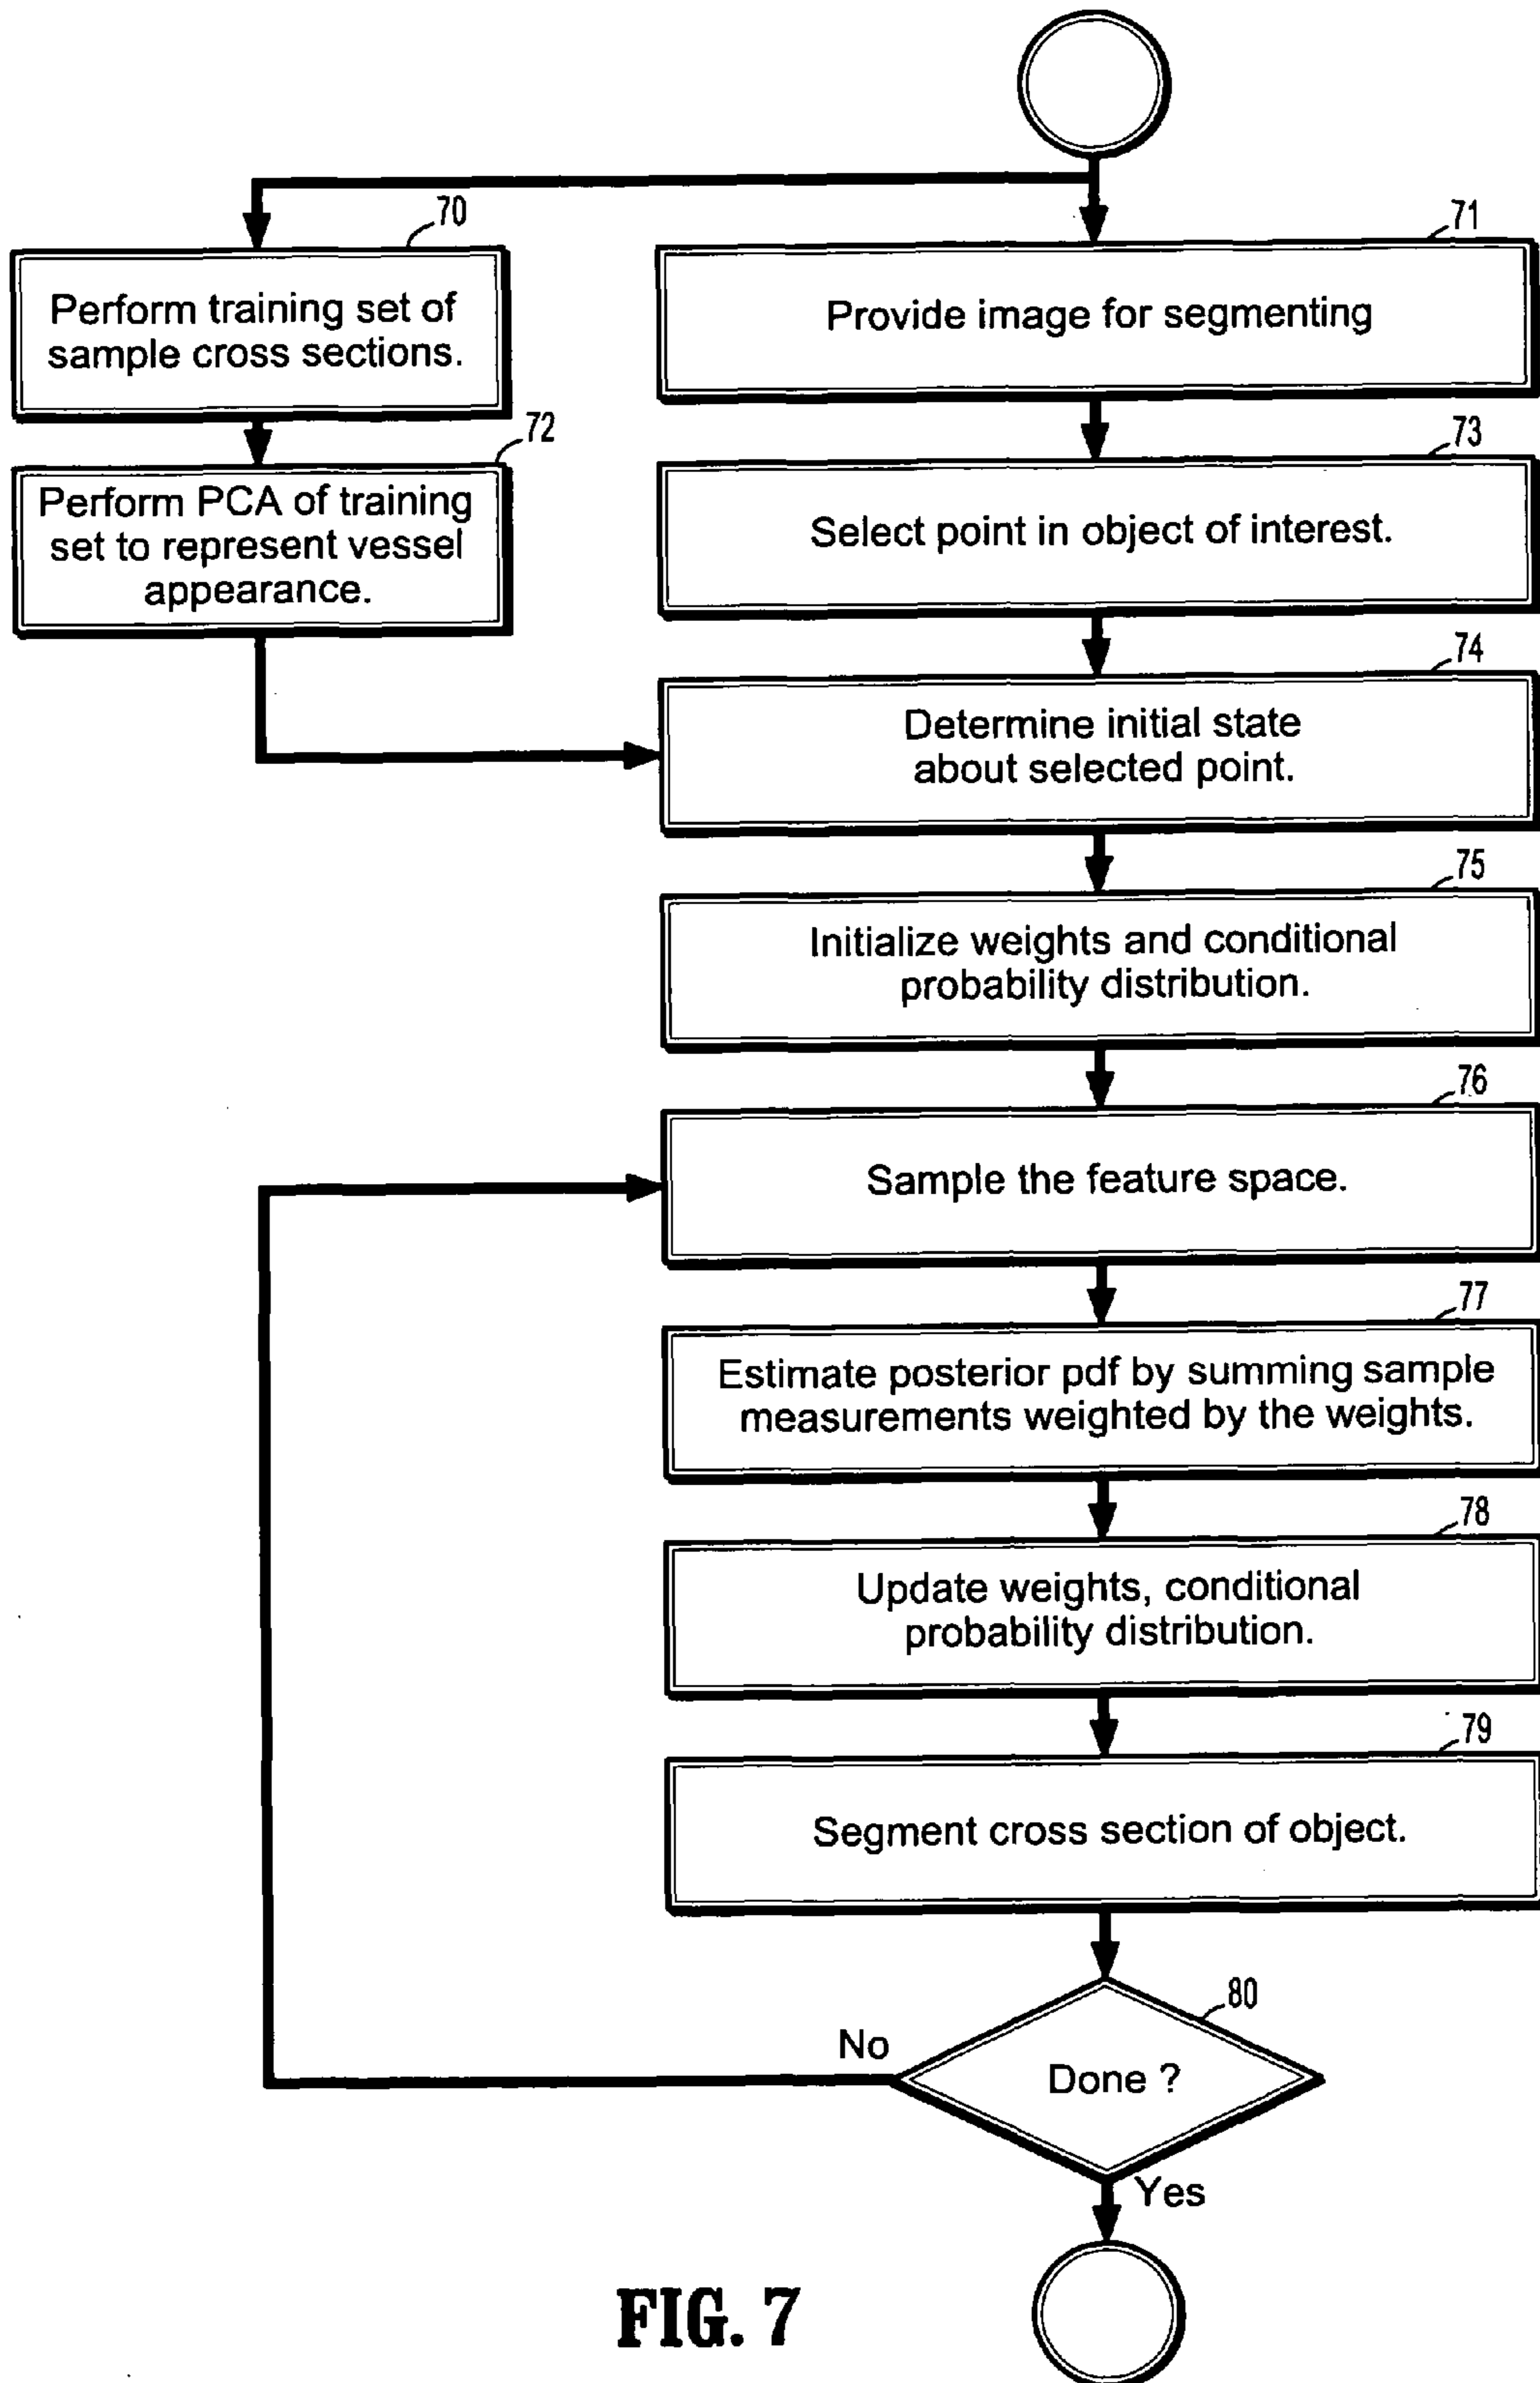 70
Perform training set of
sample cross sections.
71
Provide image for segmenting
72
Perform PCA of training
set to represent vessel
appearance.
73
Select point in object of interest.
74
Determine initial state
about selected point.
75
Initialize weights and conditional
probability distribution.
76
Sample the feature space.
77
Estimate posterior pdf by summing sample
measurements weighted by the weights.
78
Update weights, conditional
probability distribution.
79
Segment cross section of object.
80
Done ?
No
Yes
FIG. 7